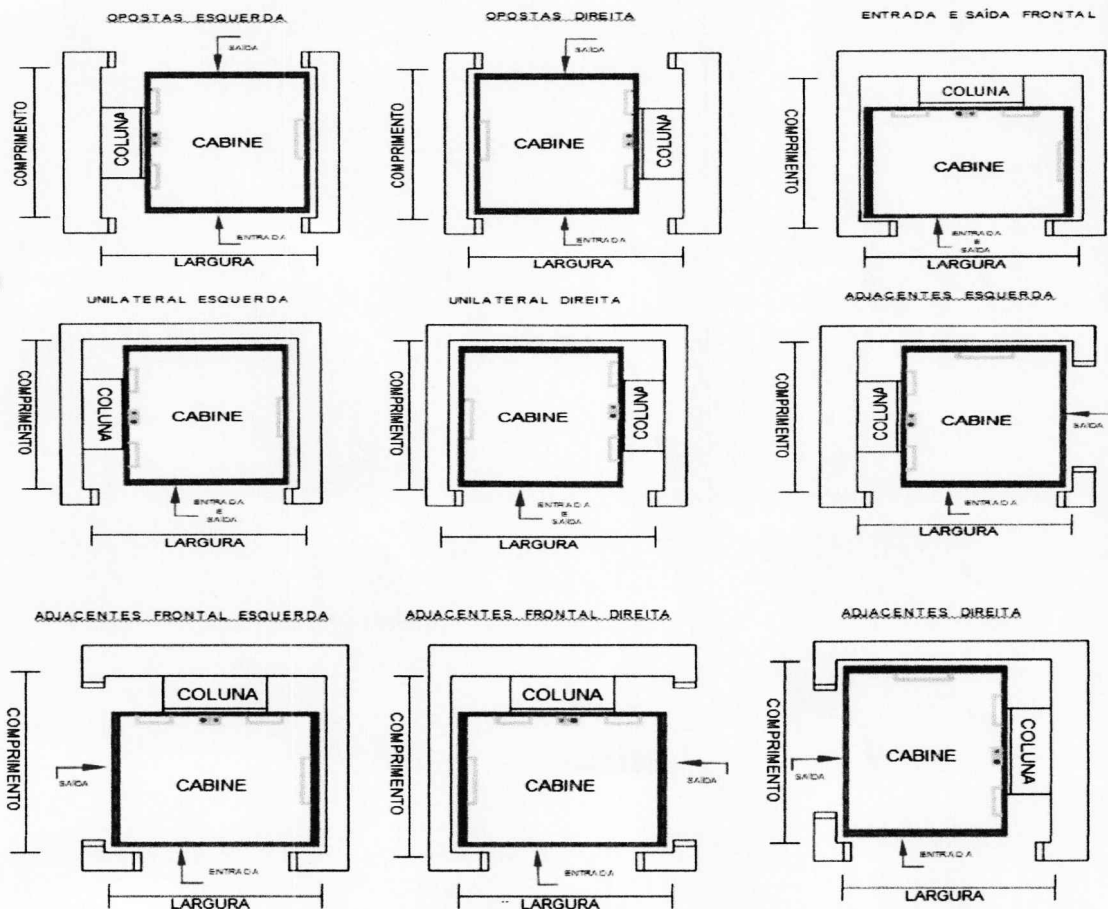 OPOSTAS ESQUERDA
SAÍDA
COMPRIMENTO
COLUNA
CABINE
ENTRADA
LARGURA
OPOSTAS DIREITA
SAÍDA
COMPRIMENTO
CABINE
COLUNA
ENTRADA
LARGURA
ENTRADA E SAÍDA FRONTAL
COMPRIMENTO
COLUNA
CABINE
ENTRADA
E
SAÍDA
LARGURA
UNILATERAL ESQUERDA
COMPRIMENTO
COLUNA
CABINE
ENTRADA
E
SAÍDA
LARGURA
UNILATERAL DIREITA
COMPRIMENTO
CABINE
COLUNA
ENTRADA
E
SAÍDA
LARGURA
ADJACENTES ESQUERDA
COMPRIMENTO
COLUNA
CABINE
SAÍDA
ENTRADA
LARGURA
ADJACENTES FRONTAL ESQUERDA
COMPRIMENTO
COLUNA
CABINE
SAÍDA
ENTRADA
LARGURA
ADJACENTES FRONTAL DIREITA
COMPRIMENTO
COLUNA
CABINE
SAÍDA
ENTRADA
LARGURA
ADJACENTES DIREITA
COMPRIMENTO
CABINE
COLUNA
SAÍDA
ENTRADA
LARGURA